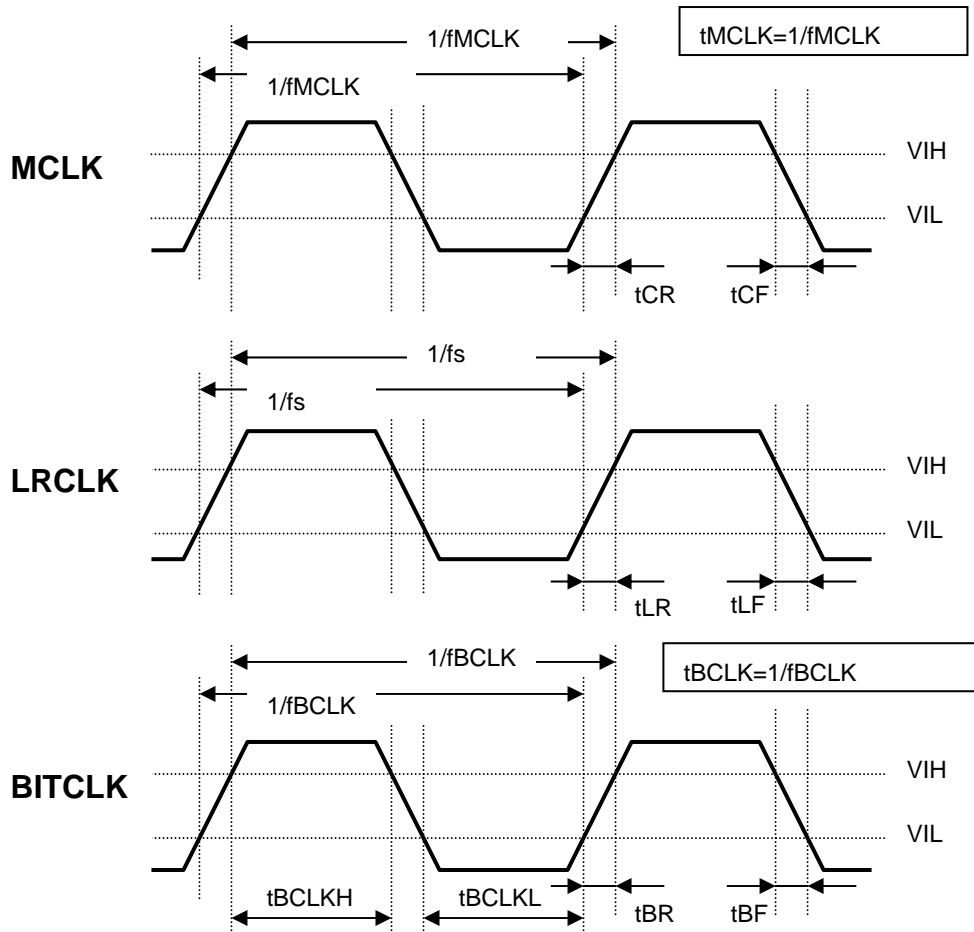 1/fMCLK
tMCLK=1/fMCLK
1/fMCLK
MCLK
VIH
VIL
tCR
tCF
1/fs
1/fs
LRCLK
VIH
VIL
tLR
tLF
1/fBCLK
tBCLK=1/fBCLK
1/fBCLK
BITCLK
VIH
VIL
tBCLKH
tBCLKL
tBR
tBF